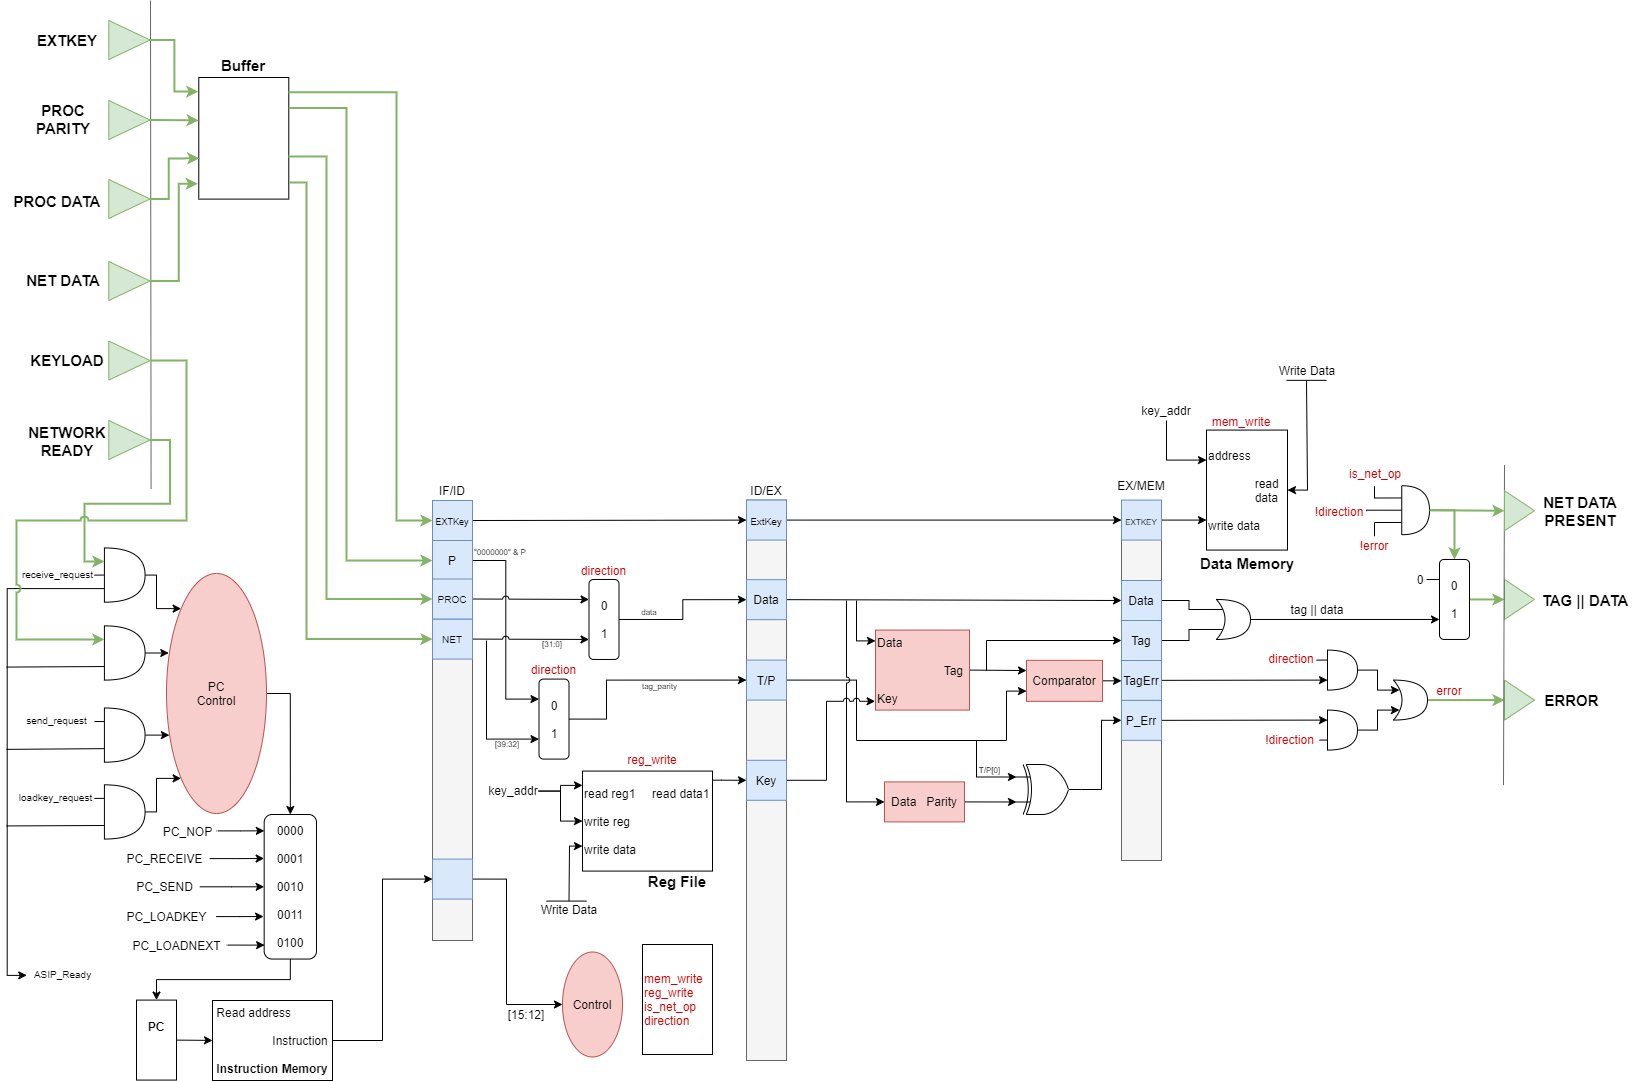 EXTKEY
PROC
PARITY
PROC DATA
NET DATA
KEYLOAD
NETWORK
READY
Buffer
receive_request
send_request
loadkey_request
PC
Control
PC_NOP
PC_RECEIVE
PC_SEND
PC_LOADKEY
PC_LOADNEXT
0000
0001
0010
0011
0100
ASIP_Ready
PC
Read address
Instruction
Instruction Memory
IF/ID
EXTKey
P
PROC
NET
"0000000" & P
direction
0
1
data
[31:0]
direction
0
1
tag_parity
[39:32]
reg_write
key_addr
read reg1
read data1
write reg
write data
Reg File
Write Data
[15:12]
Control
mem_write
reg_write
is_net_op
direction
ID/EX
ExtKey
Data
T/P
Key
Data
Tag
Key
Comparator
T/P[0]
Data Parity
EX/MEM
EXTKEY
Data
Tag
TagErr
P_Err
Write Data
key_addr
mem_write
address
read
data
write data
Data Memory
is_net_op
!direction
!error
0
0
1
tag || data
direction
!direction
error
NET DATA
PRESENT
TAG || DATA
ERROR